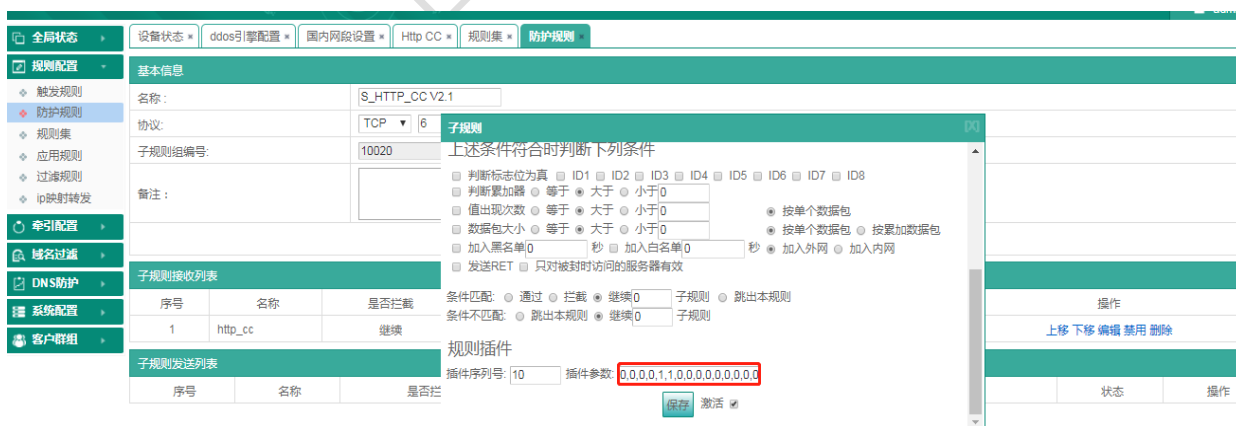 全局状态
设备状态 × ddos引擎配置 × 国内网段设置 × Http CC × 规则集 × 防护规则 ×
规则配置
触发规则
防护规则
规则集
应用规则
过滤规则
ip映射转发
牵引配置
域名过滤
DNS防护
系统配置
客户群组
基本信息
名称 : S_HTTP_CC V2.1
协议: TCP 6
子规则组编号: 10020
备注：
子规则接收列表
序号 名称 是否拦截 操作
1 http_cc 继续 上移 下移 编辑 禁用 删除
子规则发送列表
序号 名称 是否拦 状态 操作
子规则 [X]
上述条件符合时判断下列条件
判断标志位为真 ID1 ID2 ID3 ID4 ID5 ID6 ID7 ID8
判断累加器 等于 大于 小于 0
值出现次数 等于 大于 小于 0 按单个数据包
数据包大小 等于 大于 小于 0 按单个数据包 按累加数据包
加入黑名单 0 秒 加入白名单 0 秒 加入外网 加入内网
发送RET 只对被封时访问的服务器有效
条件匹配: 通过 拦截 继续 0 子规则 跳出本规则
条件不匹配: 跳出本规则 继续 0 子规则
规则插件
插件序列号: 10 插件参数: 0,0,0,0,1,1,0,0,0,0,0,0,0,0,0
保存 激活